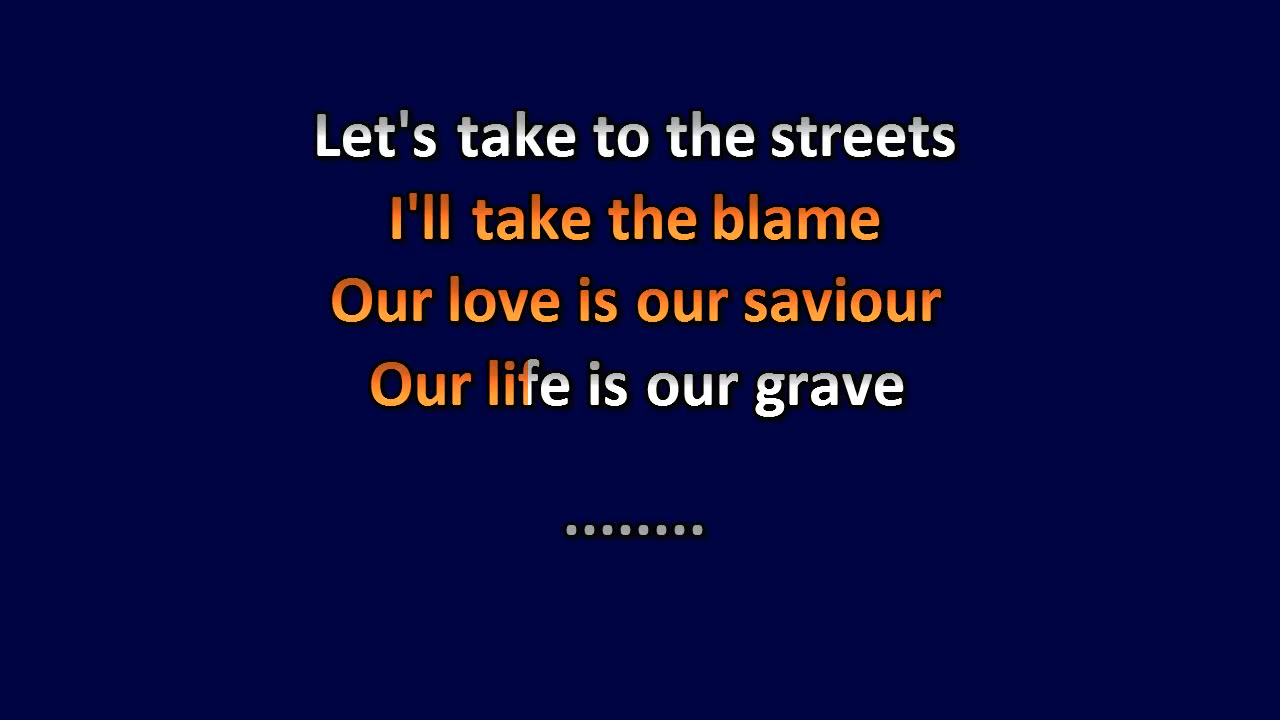 Let's take to the streets
I'll take the blame
Our love is our saviour
Our life is our grave
........